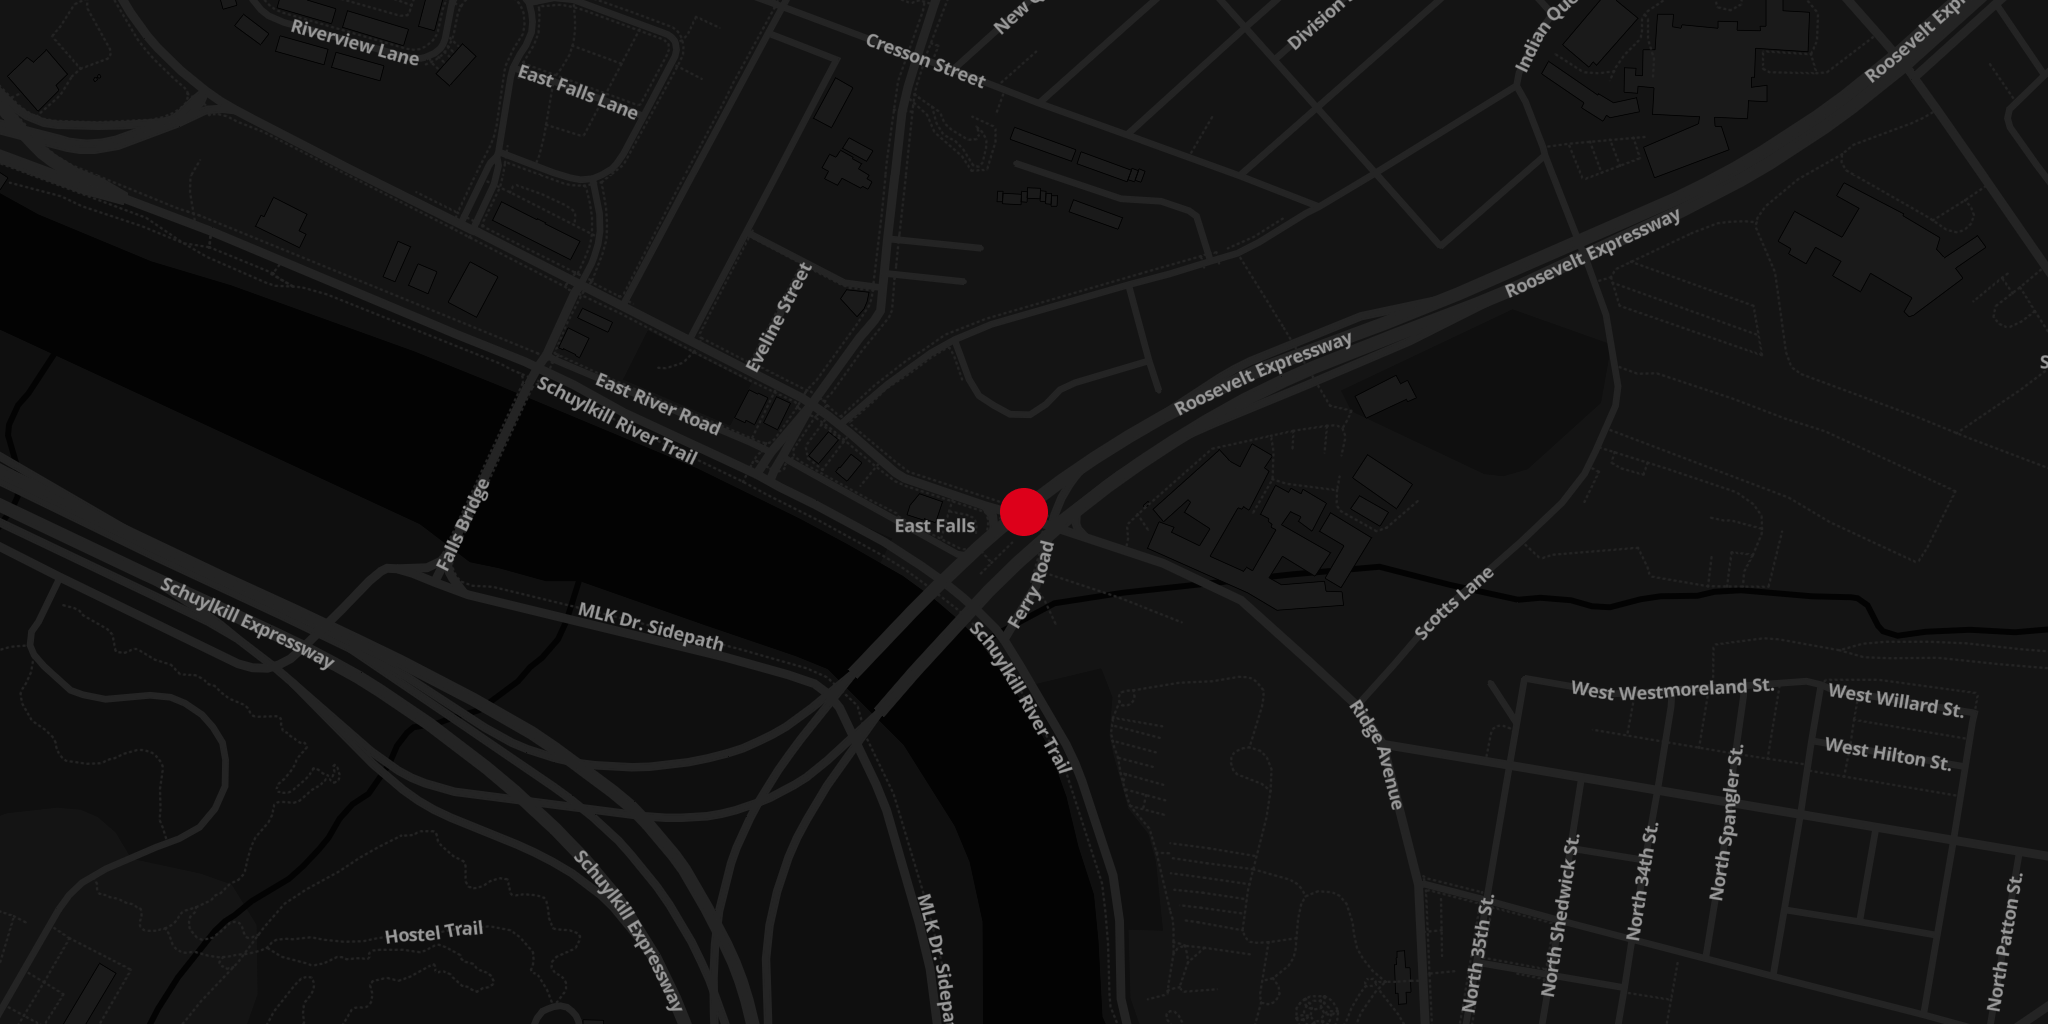 Riverview Lane
Cresson Street
New Q
Division
Indian Que
Roosevelt Exp
East Falls Lane
Roosevelt Expressway
Eveline Street
Roosevelt Expressway
East River Road
Schuylkill River Trail
S
Falls Bridge
East Falls
Ferry Road
Schuylkill Expressway
MLK Dr. Sidepath
Scotts Lane
Schuylkill River Trail
West Westmoreland St.
West Willard St.
Ridge Avenue
West Hilton St.
North Spangler St.
Schuylkill Expressway
North 34th St.
North Shedwick St.
Hostel Trail
MLK Dr. Sidepa
North 35th St.
North Patton St.